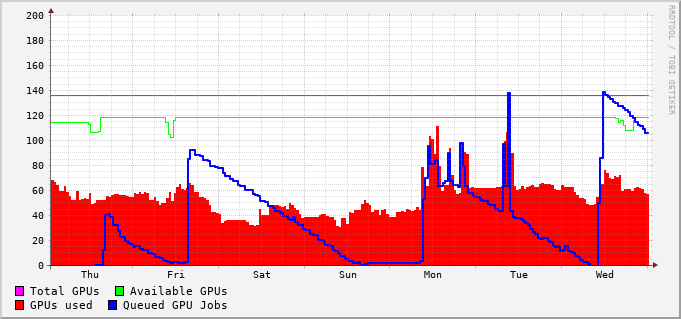 200
180
160
140
120
100
80
60
40
20
0
Thu Fri Sat Sun Mon Tue Wed
RRDTOOL / TOBI OETIKER
Total GPUs Available GPUs
GPUs used Queued GPU Jobs